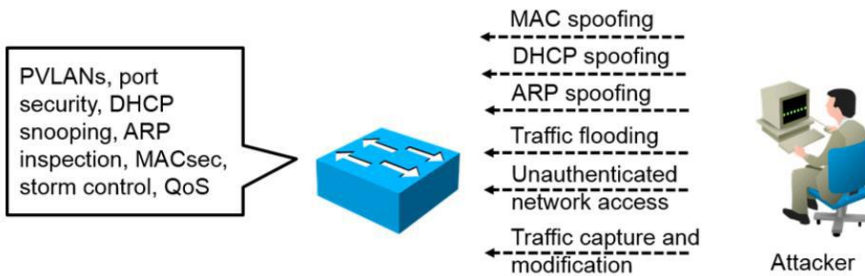 PVLANs, port
security, DHCP
snooping, ARP
inspection, MACsec,
storm control, QoS
MAC spoofing
DHCP spoofing
ARP spoofing
Traffic flooding
Unauthenticated
network access
Traffic capture and
modification
Attacker